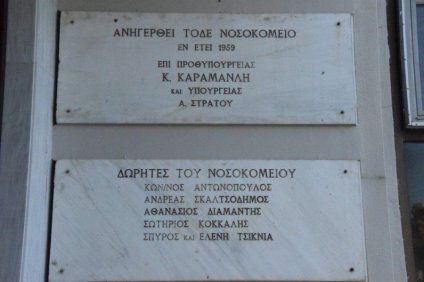 ΑΝΗΓΕΡΘΕΙ ΤΟΔΕ ΝΟΣΟΚΟΜΕΙΟ
ΕΝ ΕΤΕΙ 1959
ΕΠΙ ΠΡΟΘΥΠΟΥΡΓΕΙΑΣ
Κ. ΚΑΡΑΜΑΝΛΗ
ΚΑΙ ΥΠΟΥΡΓΕΙΑΣ
Α. ΣΤΡΑΤΟΥ
ΔΩΡΗΤΕΣ ΤΟΥ ΝΟΣΟΚΟΜΕΙΟΥ
ΚΩΝ/ΝΟΣ ΑΝΤΩΝΟΠΟΥΛΟΣ
ΑΝΔΡΕΑΣ ΣΚΑΛΤΣΟΔΗΜΟΣ
ΑΘΑΝΑΣΙΟΣ ΔΙΑΜΑΝΤΗΣ
ΣΩΤΗΡΙΟΣ ΚΟΚΚΑΛΗΣ
ΣΠΥΡΟΣ ΚΑΙ ΕΛΕΝΗ ΤΣΙΚΝΙΑ